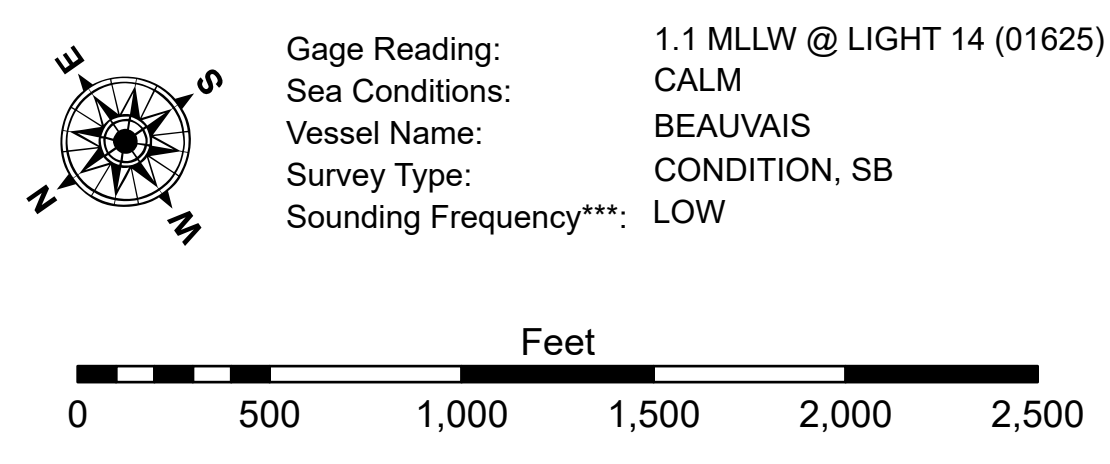 E
S
N
W
Gage Reading: 1.1 MLLW @ LIGHT 14 (01625)
Sea Conditions: CALM
Vessel Name: BEAUVAIS
Survey Type: CONDITION, SB
Sounding Frequency***: LOW
Feet
0 500 1,000 1,500 2,000 2,500